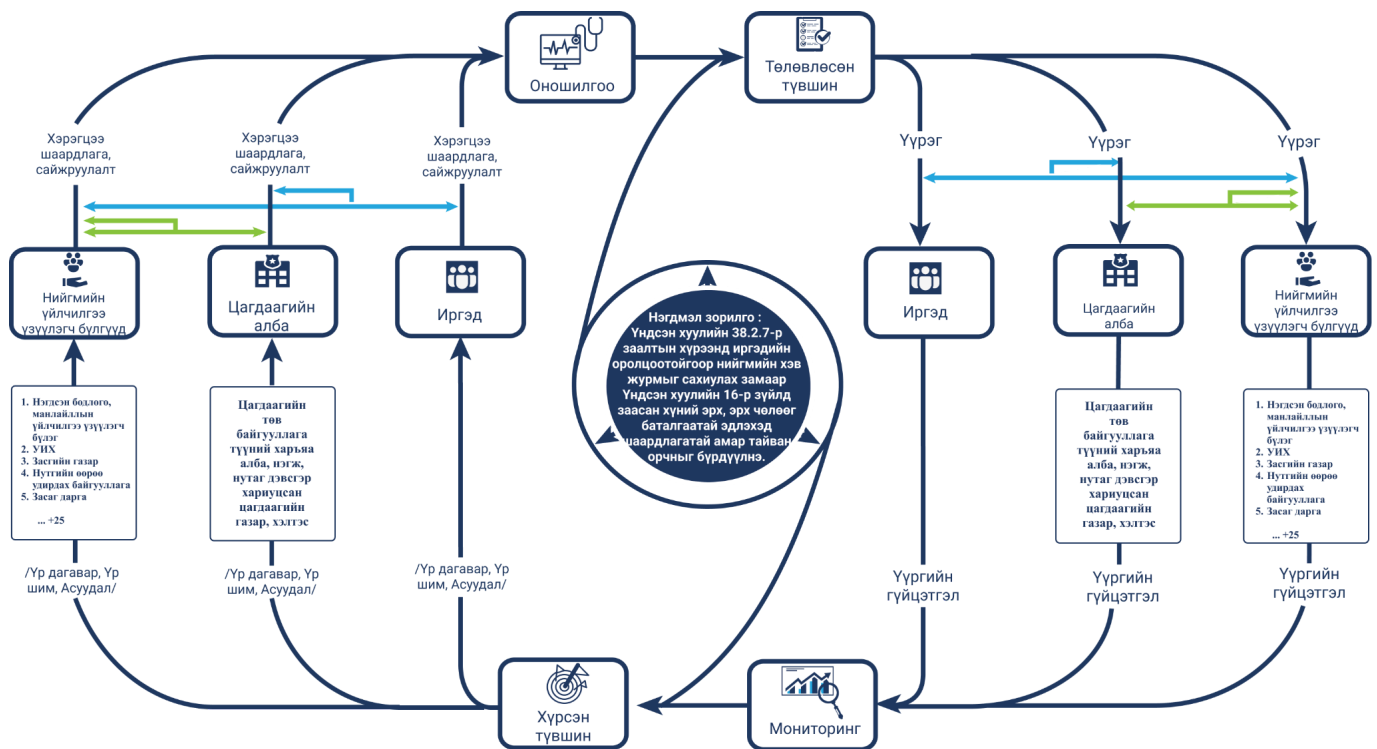 Оношилгоо
Төлөвлөсөн
түвшин
Хэрэгцээ
шаардлага,
сайжруулалт
Хэрэгцээ
шаардлага,
сайжруулалт
Хэрэгцээ
шаардлага,
сайжруулалт
Үүрэг
Үүрэг
Үүрэг
Нийгмийн
үйлчилгээ
үзүүлэгч бүлгүүд
Цагдаагийн
алба
Иргэд
Нэгдмэл зорилго :
Үндсэн хуулийн 38.2.7-р
заалтын хүрээнд иргэдийн
оролцоотойгоор нийгмийн хэв
журмыг сахиулах замаар
Үндсэн хуулийн 16-р зүйлд
заасан хүний эрх, эрх чөлөөг
баталгаатай эдлэхэд
шаардлагатай амар тайван
орчныг бүрдүүлнэ.
Иргэд
Цагдаагийн
алба
Нийгмийн
үйлчилгээ
үзүүлэгч бүлгүүд
1. Нэгдсэн бодлого,
манлайллын
үйлчилгээ үзүүлэгч
бүлэг
2. УИХ
3. Засгийн газар
4. Нутгийн өөрөө
удирдах байгууллага
5. Засаг дарга
... +25
Цагдаагийн
төв
байгууллага
түүний харъяа
алба, нэгж,
нутаг дэвсгэр
хариуцсан
цагдаагийн
газар, хэлтэс
Цагдаагийн
төв
байгууллага
түүний харъяа
алба, нэгж,
нутаг дэвсгэр
хариуцсан
цагдаагийн
газар, хэлтэс
1. Нэгдсэн бодлого,
манлайллын
үйлчилгээ үзүүлэгч
бүлэг
2. УИХ
3. Засгийн газар
4. Нутгийн өөрөө
удирдах
байгууллага
5. Засаг дарга
... +25
/Үр дагавар, Үр
шим, Асуудал/
/Үр дагавар, Үр
шим, Асуудал/
/Үр дагавар, Үр
шим, Асуудал/
Үүргийн
гүйцэтгэл
Үүргийн
гүйцэтгэл
Үүргийн
гүйцэтгэл
Хүрсэн
түвшин
Мониторинг